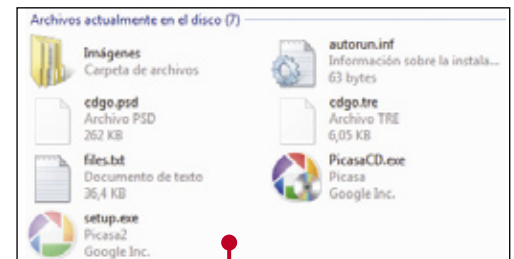 Archivos actualmente en el disco (7)
Imágenes
Carpeta de archivos
autorun.inf
Información sobre la instala...
63 bytes
cdgo.psd
Archivo PSD
262 KB
cdgo.tre
Archivo TRE
6,05 KB
files.txt
Documento de texto
36,4 KB
PicasaCD.exe
Picasa
Google Inc.
setup.exe
Picasa2
Google Inc.